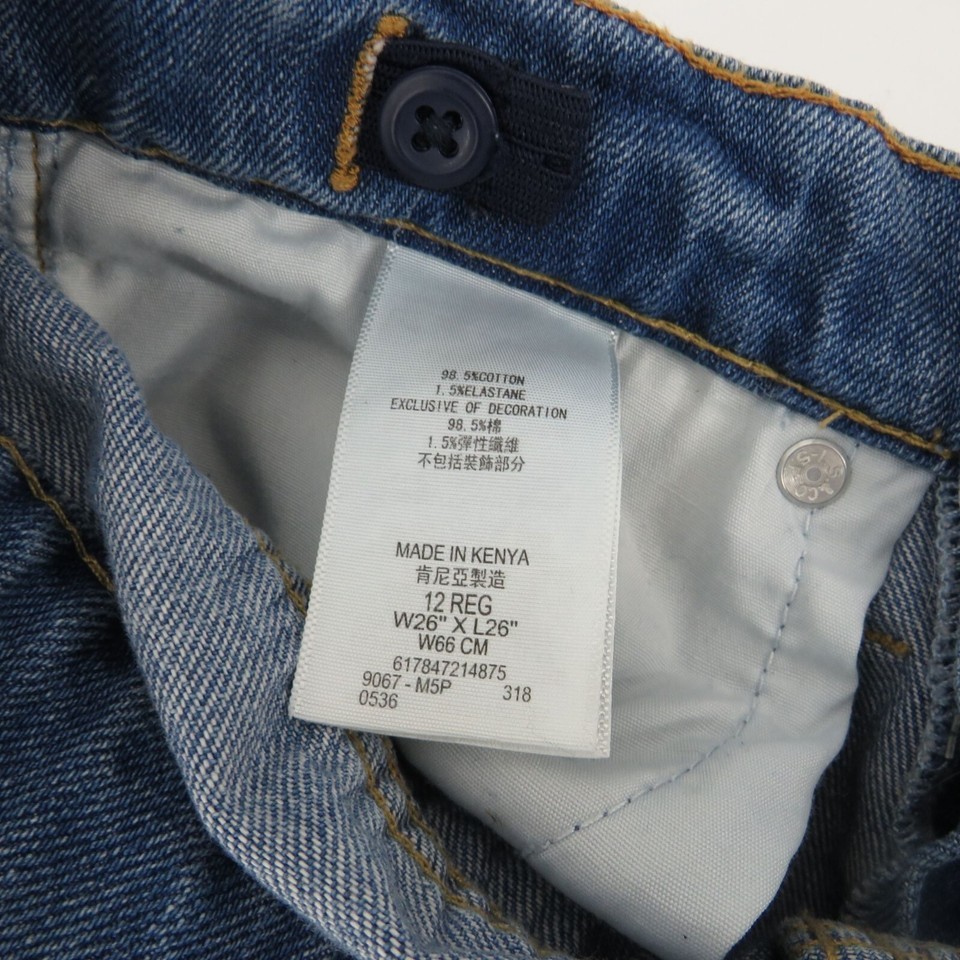 98.5%COTTON
1.5%ELASTANE
EXCLUSIVE OF DECORATION
98.5%棉
1.5%彈性纖維
不包括裝飾部分
MADE IN KENYA
肯尼亞製造
12 REG
W26" X L26"
W66 CM
617847214875
9067 - M5P 318
0536